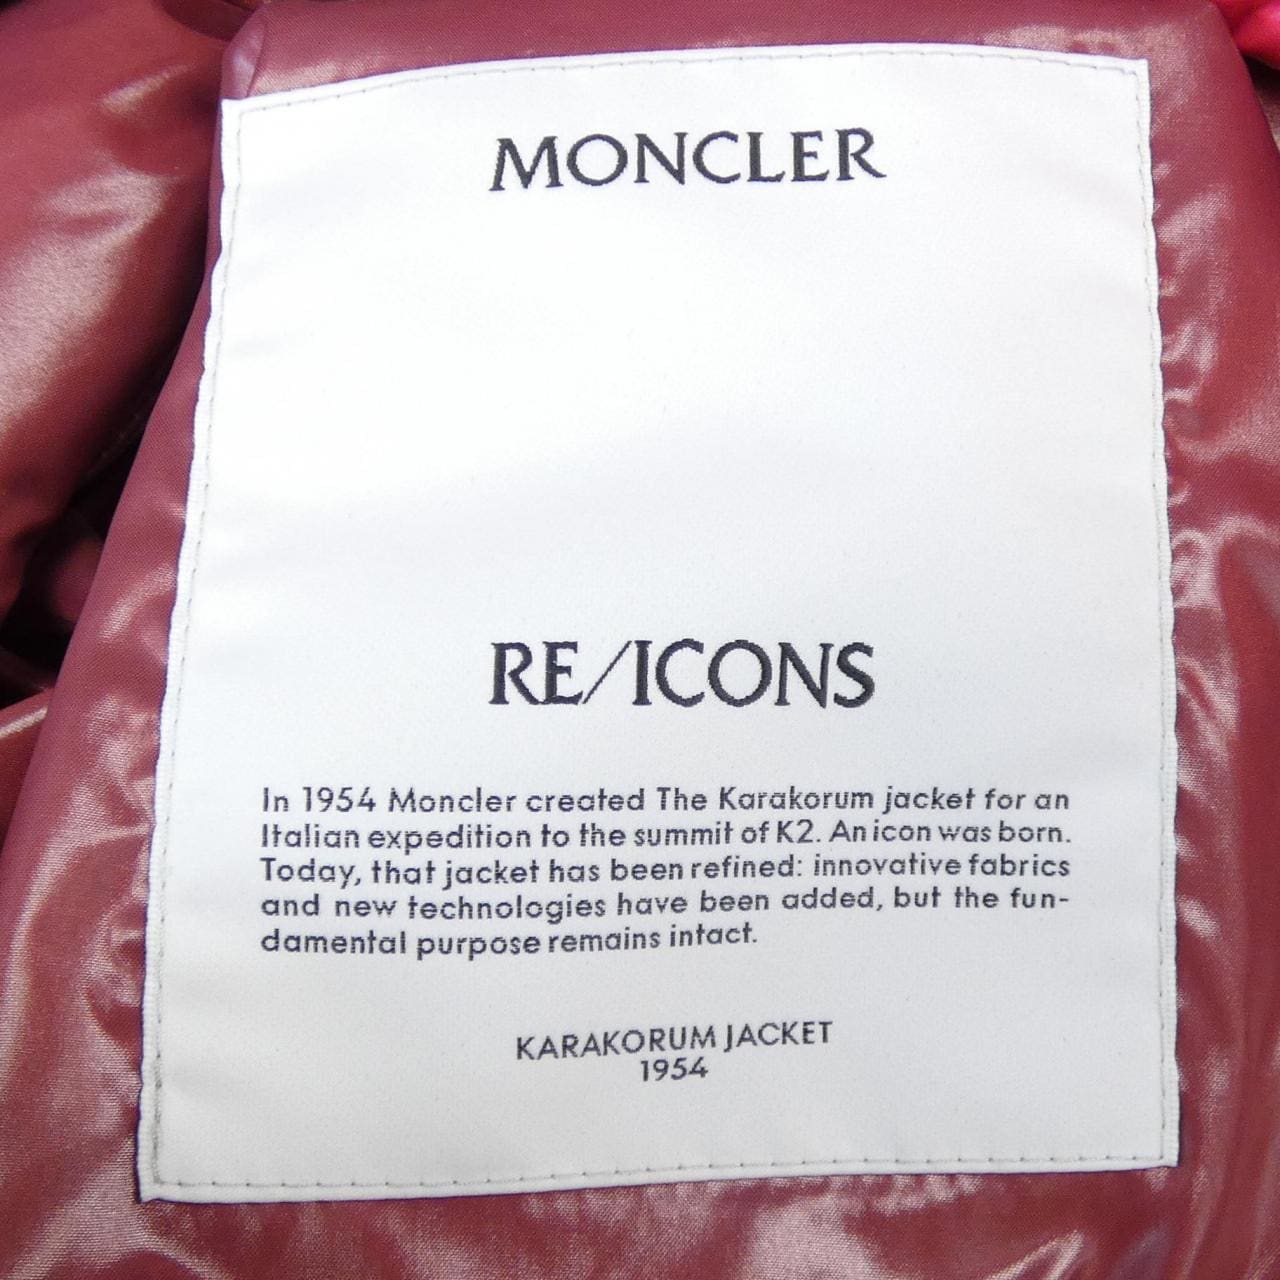 MONCLER
RE/ICONS
In 1954 Moncler created The Karakorum jacket for an
Italian expedition to the summit of K2. An icon was born.
Today, that jacket has been refined: innovative fabrics
and new technologies have been added, but the fun-
damental purpose remains intact.
KARAKORUM JACKET
1954